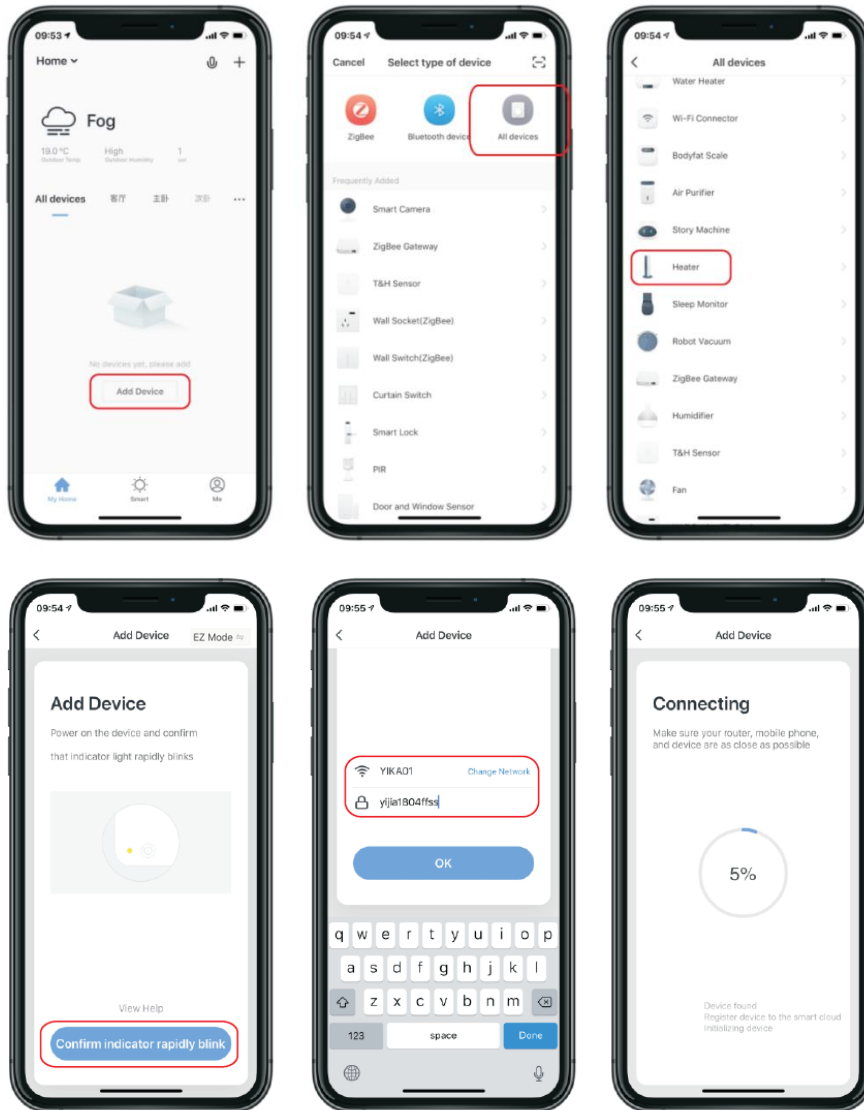 09:53
Home
Fog
19.0 °C
High
1
Outdoor Temp
Outdoor Humidity
All devices 客厅 主卧 次卧 ...
No devices yet, please add
Add Device
My Home
Smart
Me
09:54
Cancel Select type of device
ZigBee
Bluetooth device
All devices
Frequently Added
Smart Camera
ZigBee Gateway
T&H Sensor
Wall Socket(ZigBee)
Wall Switch(ZigBee)
Curtain Switch
Smart Lock
PIR
Door and Window Sensor
09:54
All devices
Water Heater
Wi-Fi Connector
Bodyfat Scale
Air Purifier
Story Machine
Heater
Sleep Monitor
Robot Vacuum
ZigBee Gateway
Humidifier
T&H Sensor
Fan
09:54
Add Device EZ Mode
Add Device
Power on the device and confirm
that indicator light rapidly blinks
View Help
Confirm indicator rapidly blink
09:55
Add Device
YIKA01 Change Network
yijia1804ffss
OK
q w e r t y u i o p
a s d f g h j k l
z x c v b n m
123 space Done
09:55
Add Device
Connecting
Make sure your router, mobile phone,
and device are as close as possible
5%
Device found
Register device to the smart cloud
Initializing device